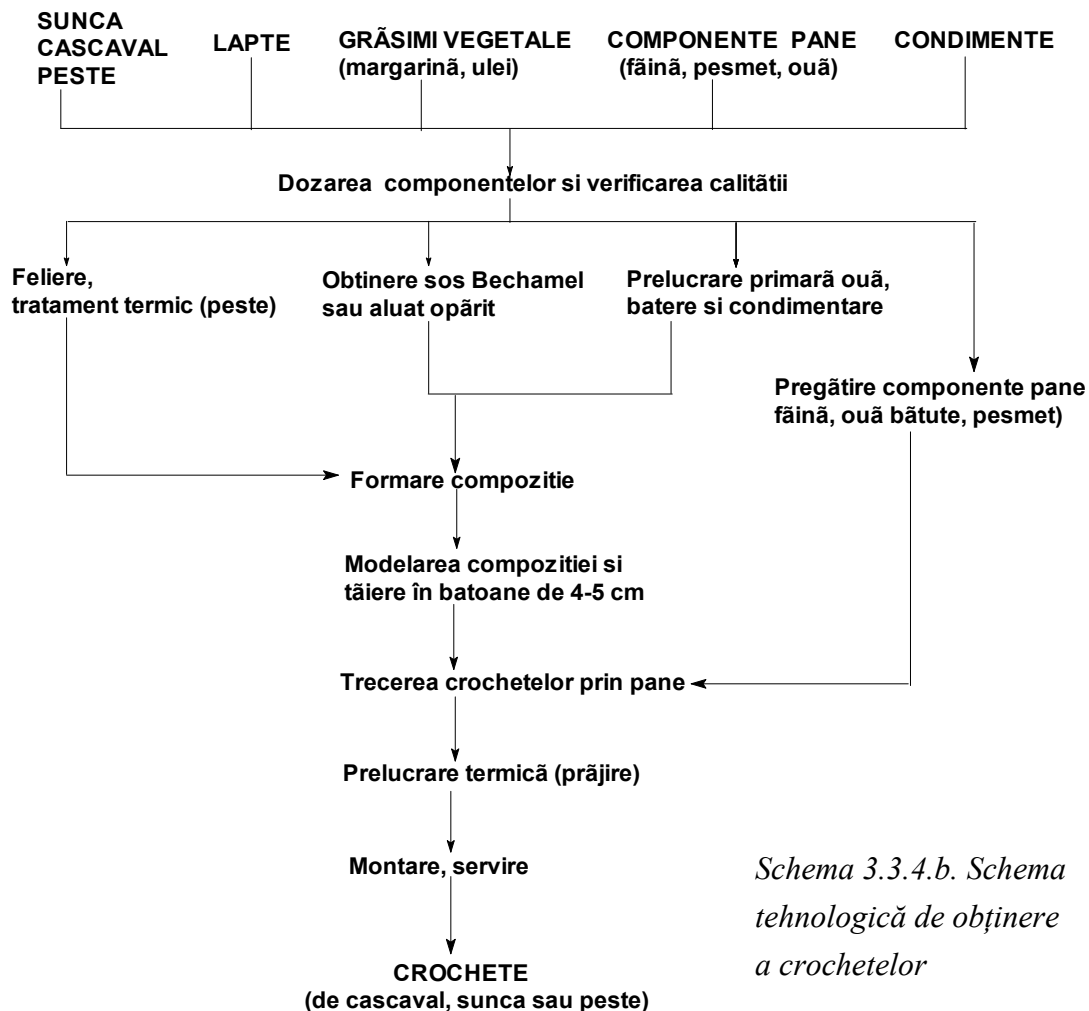 SUNCA
CASCAVAL
PESTE
LAPTE
GRÃSIMI VEGETALE
(margarinã, ulei)
COMPONENTE PANE
(fãinã, pesmet, ouã)
CONDIMENTE
Dozarea componentelor si verificarea calitãtii
Feliere,
tratament termic (peste)
Obtinere sos Bechamel
sau aluat opãrit
Prelucrare primarã ouã,
batere si condimentare
Pregãtire componente pane
fãinã, ouã bãtute, pesmet)
Formare compozitie
Modelarea compozitiei si
tãiere în batoane de 4-5 cm
Trecerea crochetelor prin pane
Prelucrare termicã (prãjire)
Montare, servire
CROCHETE
(de cascaval, sunca sau peste)
Schema 3.3.4.b. Schema
tehnologică de obținere
a crochetelor